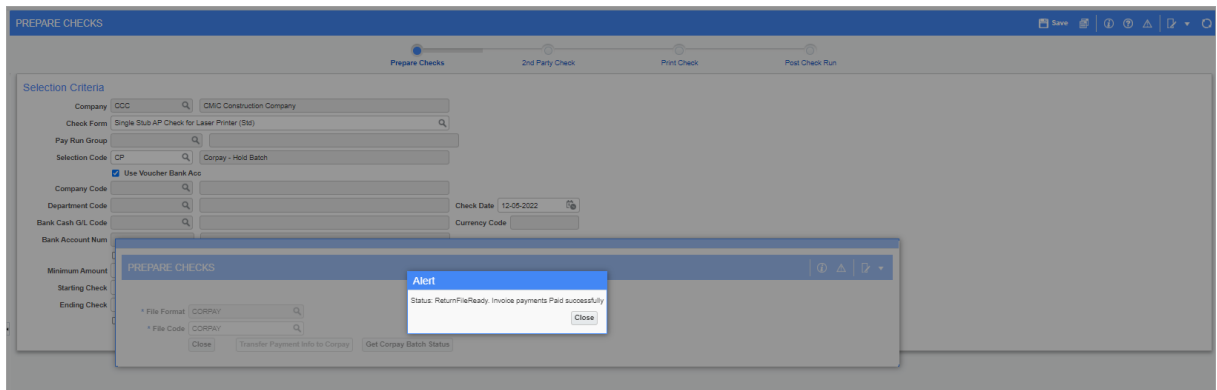 PREPARE CHECKS Save
Prepare Checks 2nd Party Check Print Check Post Check Run
Selection Criteria
Company CCC CMiC Construction Company
Check Form Single Stub AP Check for Laser Printer (Std)
Pay Run Group
Selection Code CP Corpay - Hold Batch
Use Voucher Bank Acc
Company Code
Department Code Check Date 12-05-2022
Bank Cash G/L Code Currency Code
Bank Account Num
PREPARE CHECKS
Minimum Amount
Alert
Starting Check
Status: ReturnFileReady. Invoice payments Paid successfully
Ending Check
* File Format CORPAY
Close
* File Code CORPAY
Close Transfer Payment Info to Corpay Get Corpay Batch Status